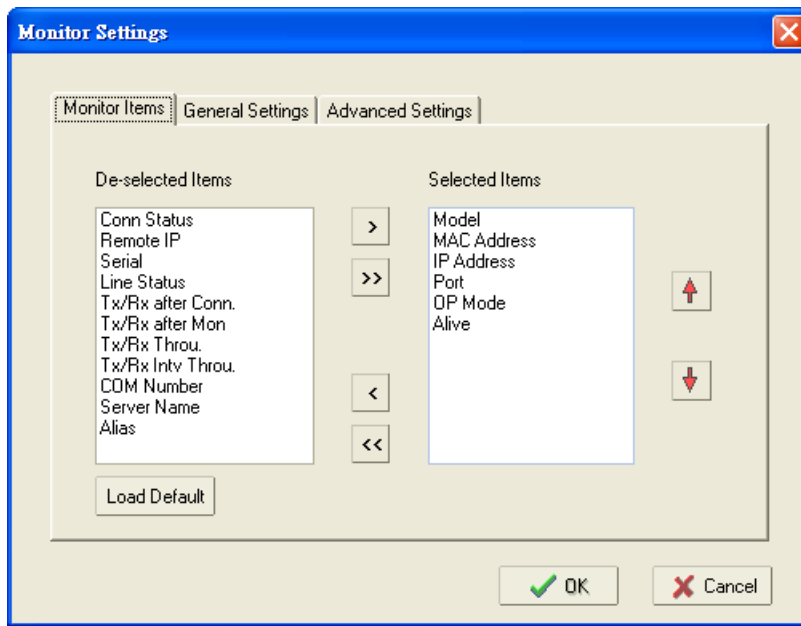 Monitor Settings
Monitor Items General Settings Advanced Settings
De-selected Items
Conn Status
Remote IP
Serial
Line Status
Tx/Rx after Conn.
Tx/Rx after Mon
Tx/Rx Throu.
Tx/Rx Intv Throu.
COM Number
Server Name
Alias
>
>>
<
<<
Selected Items
Model
MAC Address
IP Address
Port
OP Mode
Alive
Load Default
OK Cancel